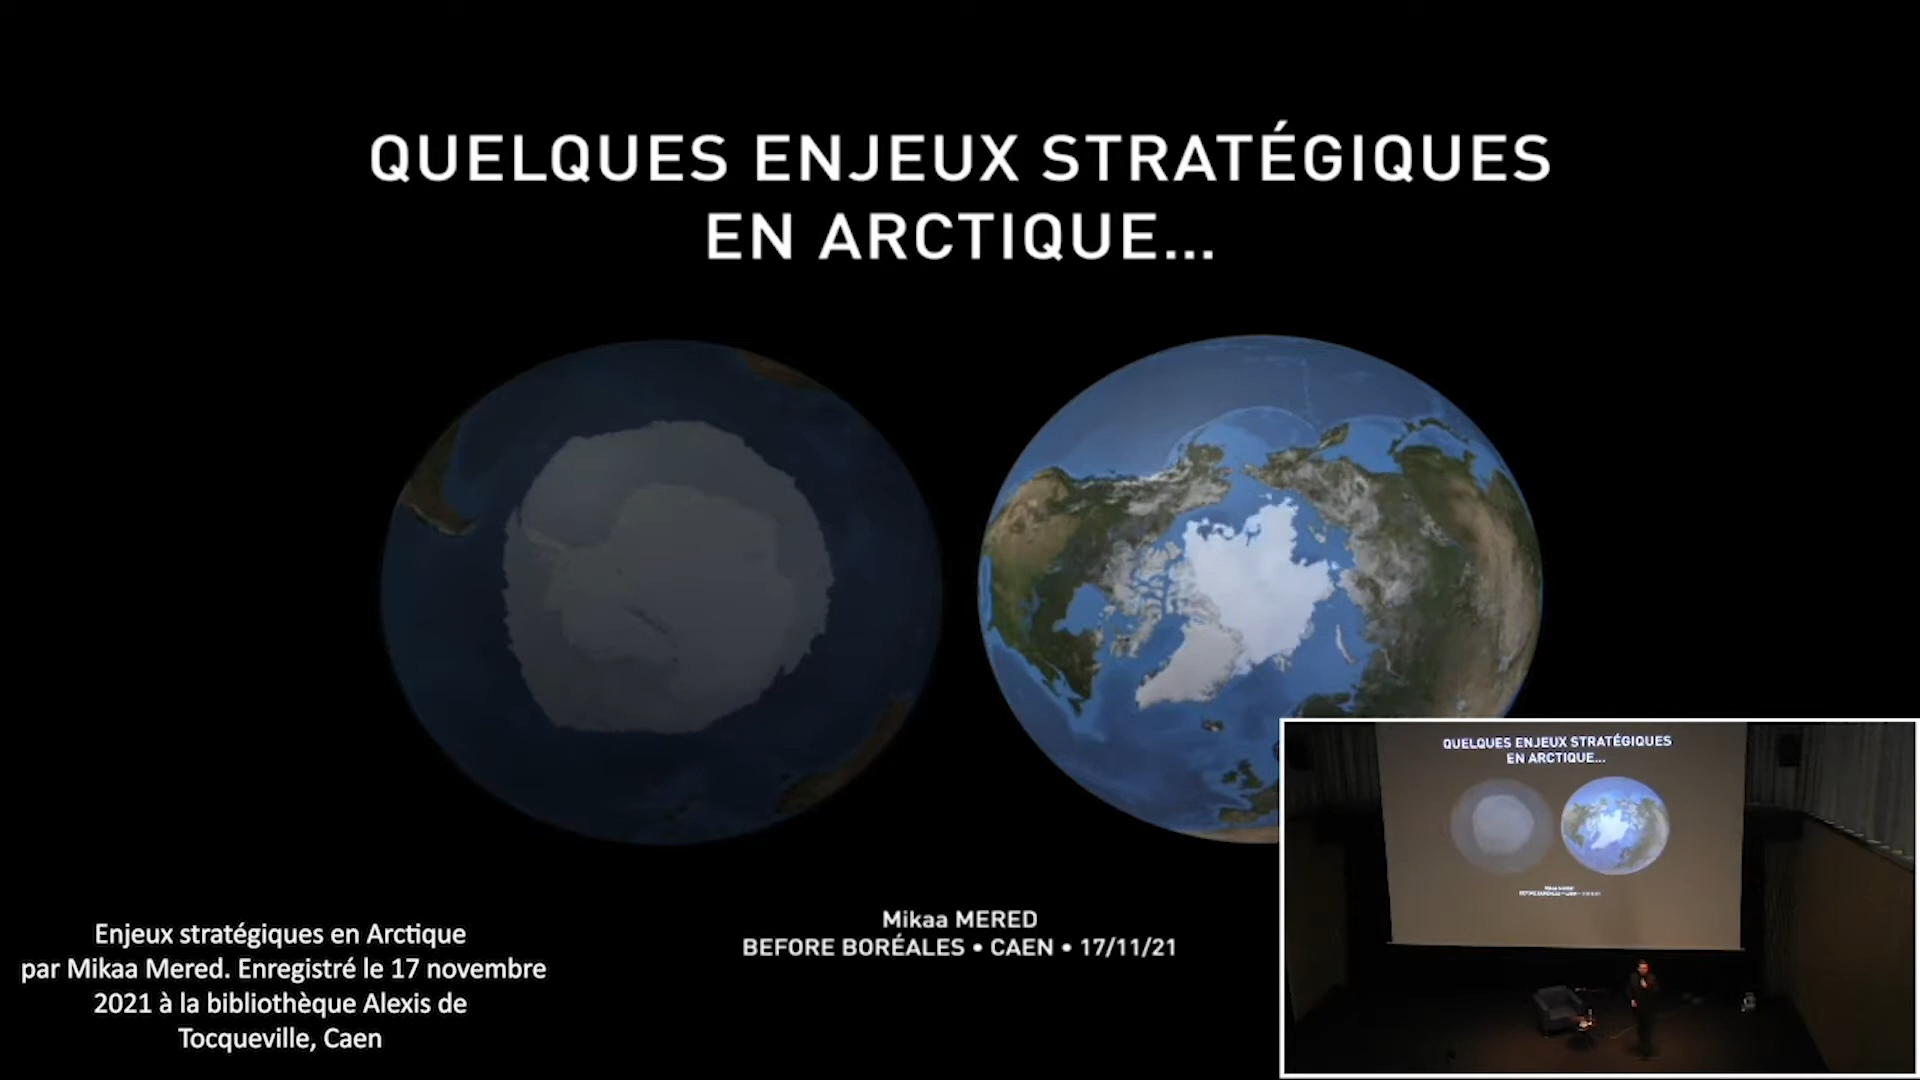 QUELQUES ENJEUX STRATÉGIQUES
EN ARCTIQUE...
Mikaa MERED
BEFORE BORÉALES • CAEN • 17/11/21
Enjeux stratégiques en Arctique
par Mikaa Mered. Enregistré le 17 novembre
2021 à la bibliothèque Alexis de
Tocqueville, Caen
QUELQUES ENJEUX STRATÉGIQUES
EN ARCTIQUE...